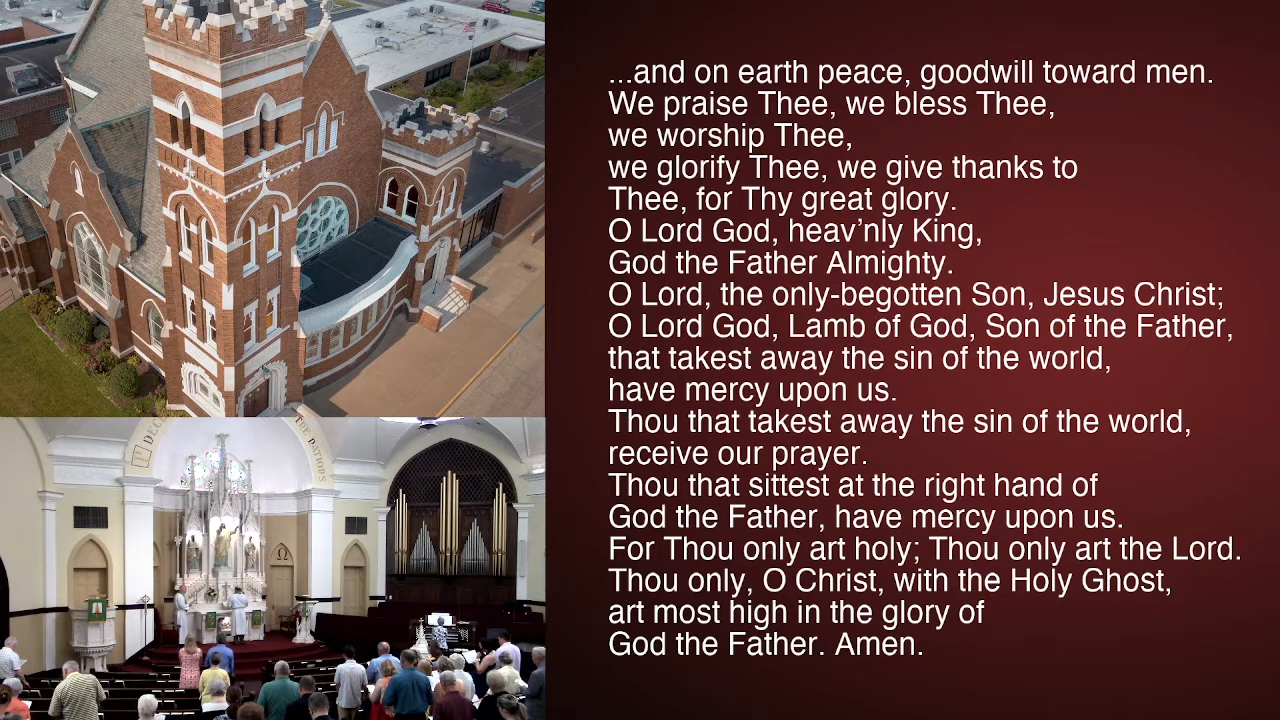 ...and on earth peace, goodwill toward men.
We praise Thee, we bless Thee,
we worship Thee,
we glorify Thee, we give thanks to
Thee, for Thy great glory.
O Lord God, heav’nly King,
God the Father Almighty.
O Lord, the only-begotten Son, Jesus Christ;
O Lord God, Lamb of God, Son of the Father,
that takest away the sin of the world,
have mercy upon us.
Thou that takest away the sin of the world,
receive our prayer.
Thou that sittest at the right hand of
God the Father, have mercy upon us.
For Thou only art holy; Thou only art the Lord.
Thou only, O Christ, with the Holy Ghost,
art most high in the glory of
God the Father. Amen.
Ω